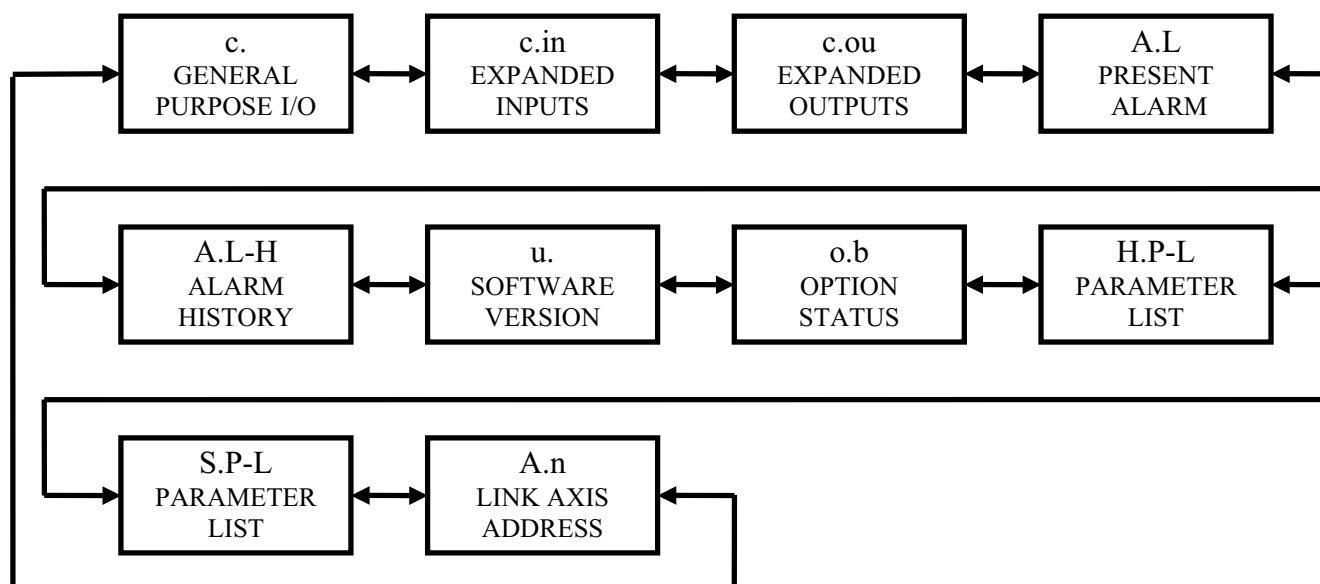 c.
GENERAL
PURPOSE I/O
c.in
EXPANDED
INPUTS
c.ou
EXPANDED
OUTPUTS
A.L
PRESENT
ALARM
A.L-H
ALARM
HISTORY
u.
SOFTWARE
VERSION
o.b
OPTION
STATUS
H.P-L
PARAMETER
LIST
S.P-L
PARAMETER
LIST
A.n
LINK AXIS
ADDRESS